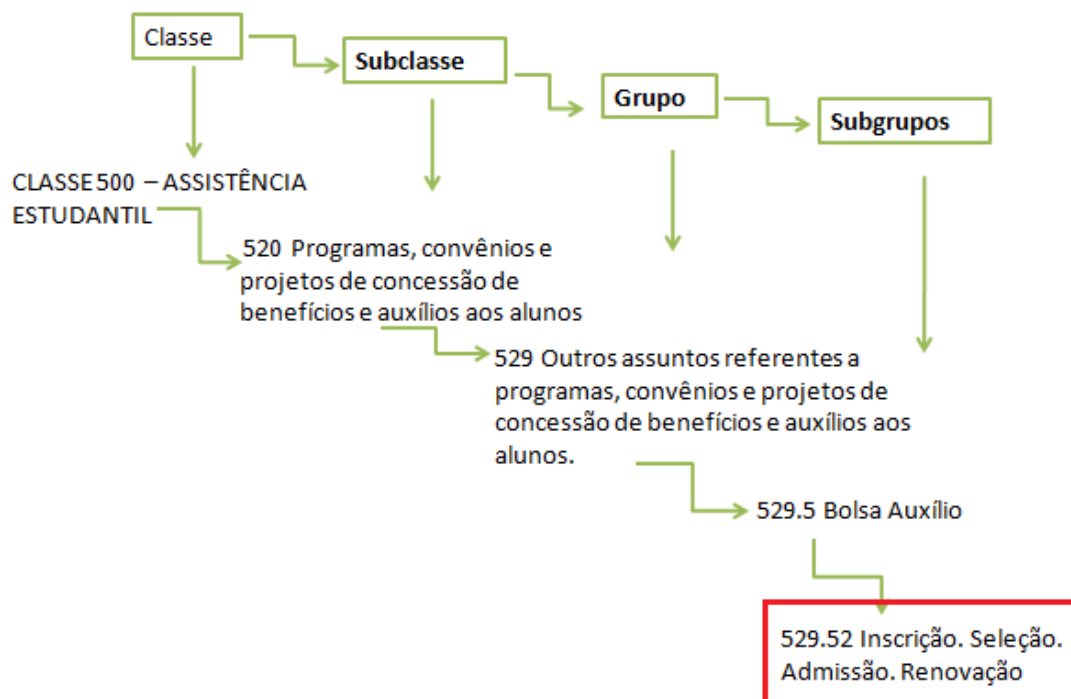 Classe
Subclasse
Grupo
Subgrupos
CLASSE 500 – ASSISTÊNCIA
ESTUDANTIL
520 Programas, convênios e
projetos de concessão de
benefícios e auxílios aos alunos
529 Outros assuntos referentes a
programas, convênios e projetos de
concessão de benefícios e auxílios aos
alunos.
529.5 Bolsa Auxílio
529.52 Inscrição. Seleção.
Admissão. Renovação